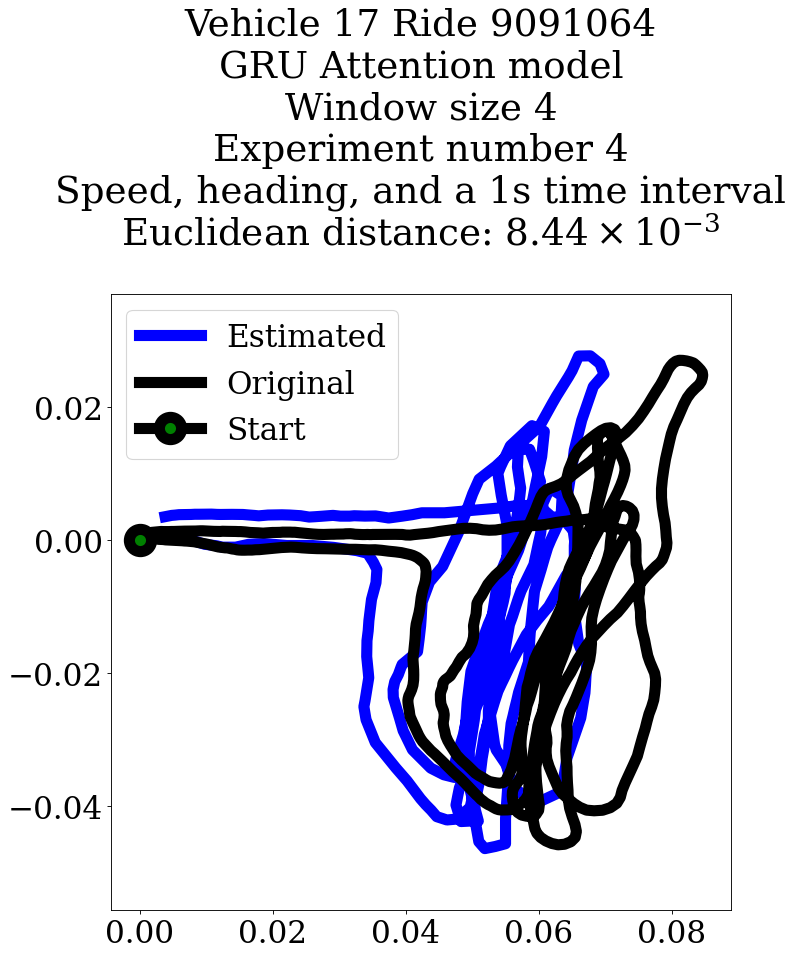 Vehicle 17 Ride 9091064
GRU Attention model
Window size 4
Experiment number 4
Speed, heading, and a 1s time interval
Euclidean distance: 8.44 × 10⁻³
Estimated
Original
Start
0.02
0.00
−0.02
−0.04
0.00 0.02 0.04 0.06 0.08